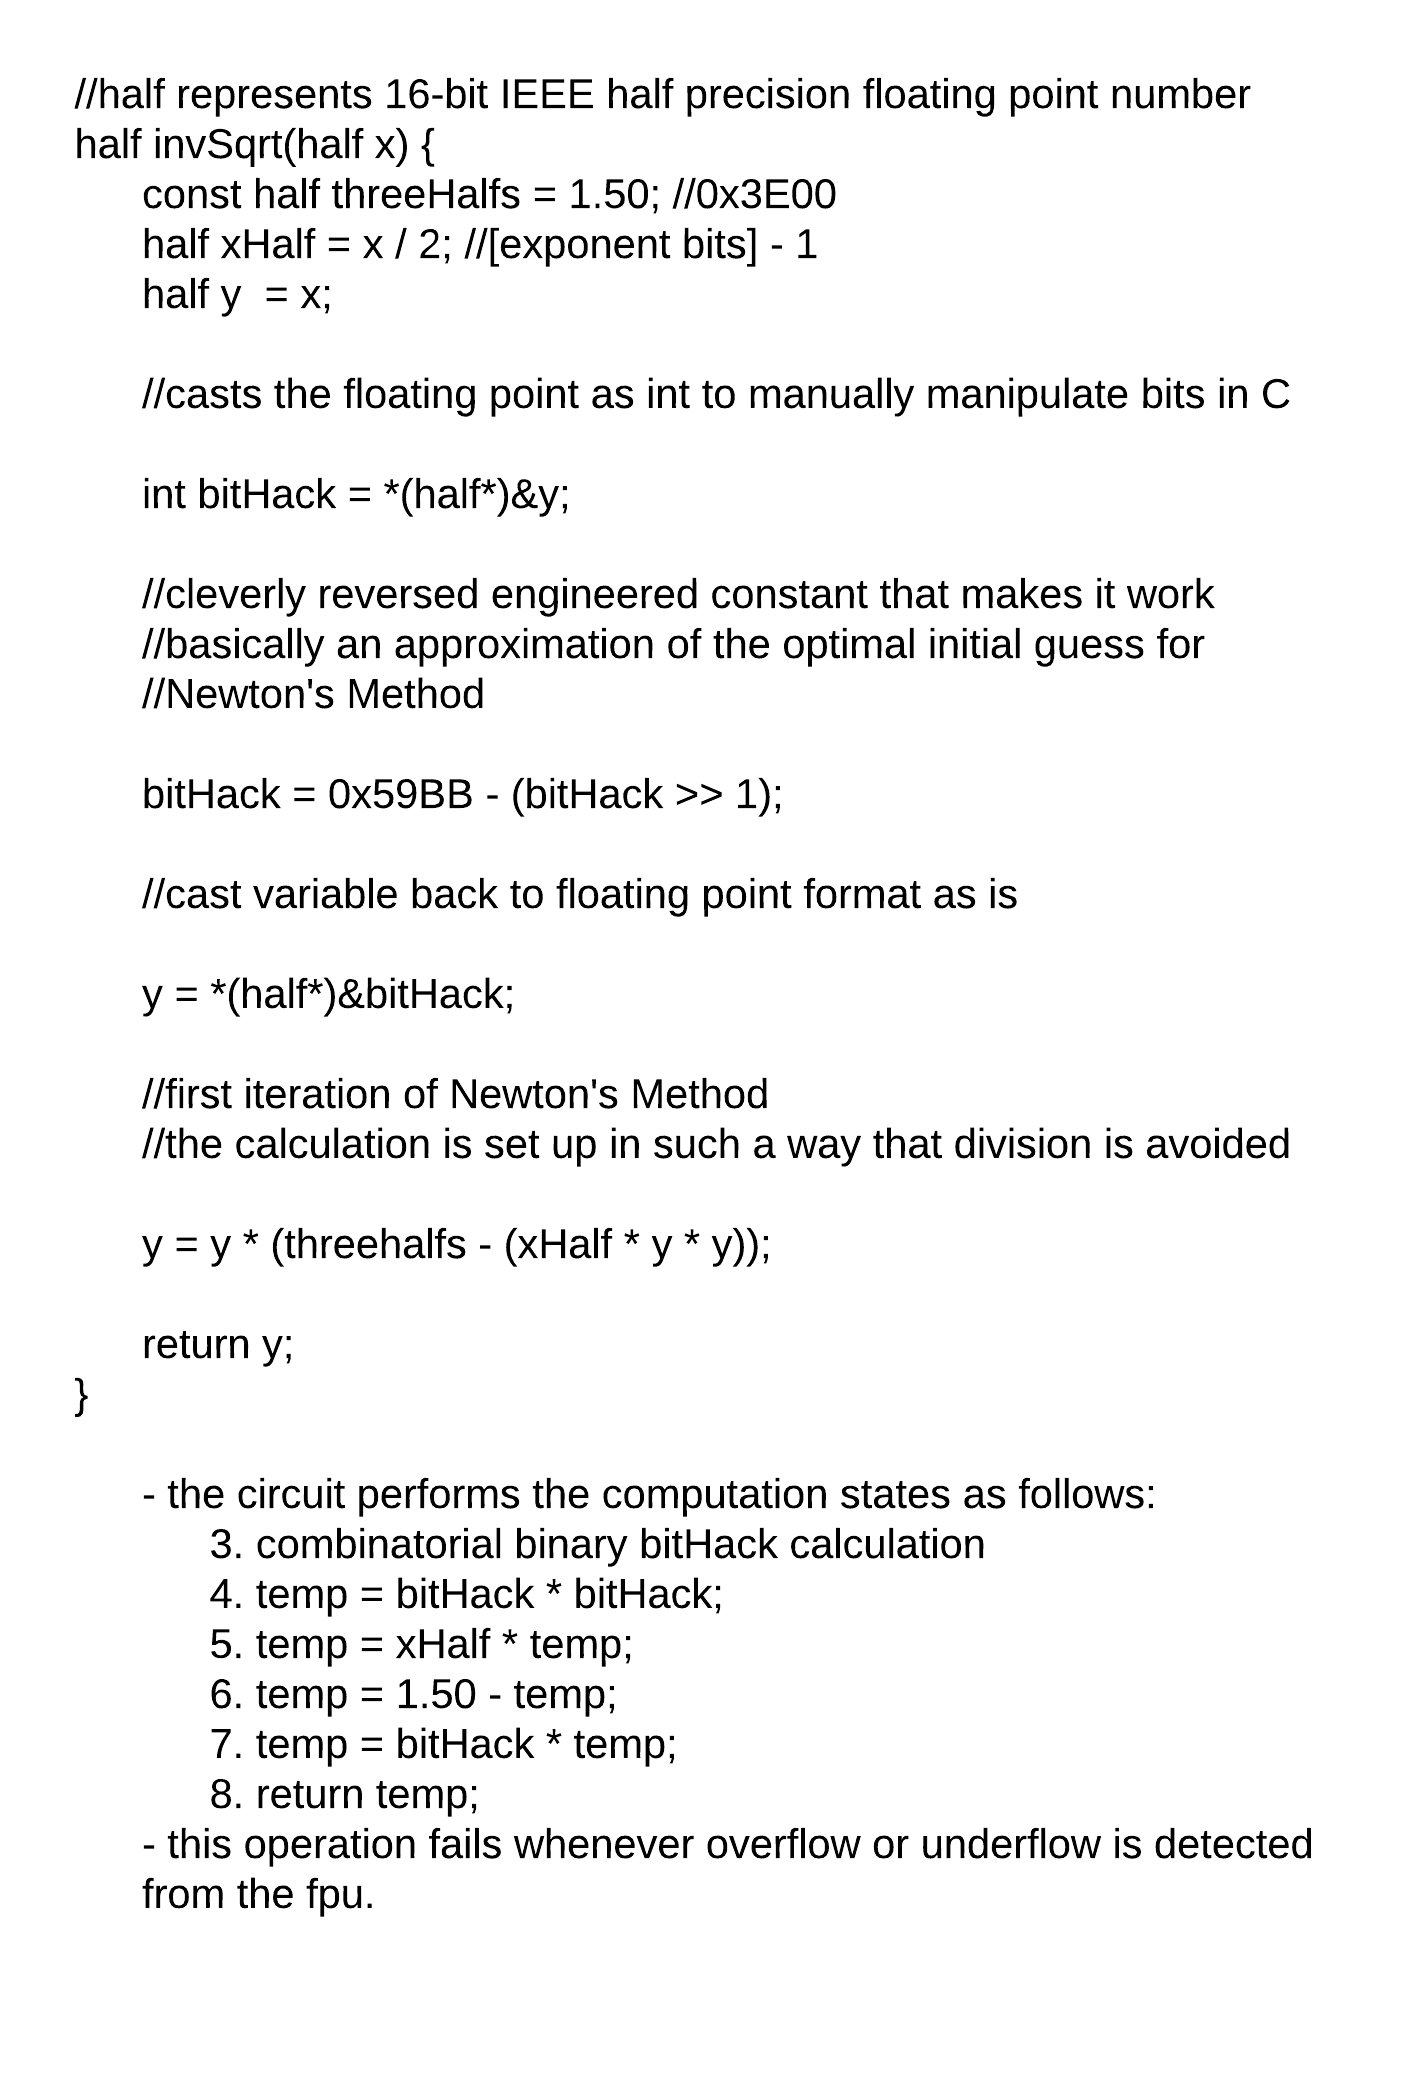 //half represents 16-bit IEEE half precision floating point number
half invSqrt(half x) {
const half threeHalfs = 1.50; //0x3E00
half xHalf = x / 2; //[exponent bits] - 1
half y  = x;
//casts the floating point as int to manually manipulate bits in C
int bitHack = *(half*)&y;
//cleverly reversed engineered constant that makes it work
//basically an approximation of the optimal initial guess for
//Newton's Method
bitHack = 0x59BB - (bitHack >> 1);
//cast variable back to floating point format as is
y = *(half*)&bitHack;
//first iteration of Newton's Method
//the calculation is set up in such a way that division is avoided
y = y * (threehalfs - (xHalf * y * y));
return y;
}
- the circuit performs the computation states as follows:
3. combinatorial binary bitHack calculation
4. temp = bitHack * bitHack;
5. temp = xHalf * temp;
6. temp = 1.50 - temp;
7. temp = bitHack * temp;
8. return temp;
- this operation fails whenever overflow or underflow is detected
from the fpu.